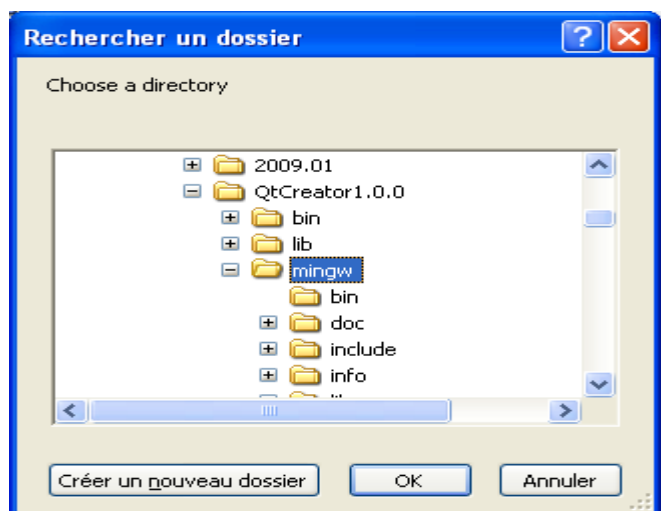 Rechercher un dossier
Choose a directory
2009.01
QtCreator1.0.0
bin
lib
mingw
bin
doc
include
info
Créer un nouveau dossier
OK
Annuler